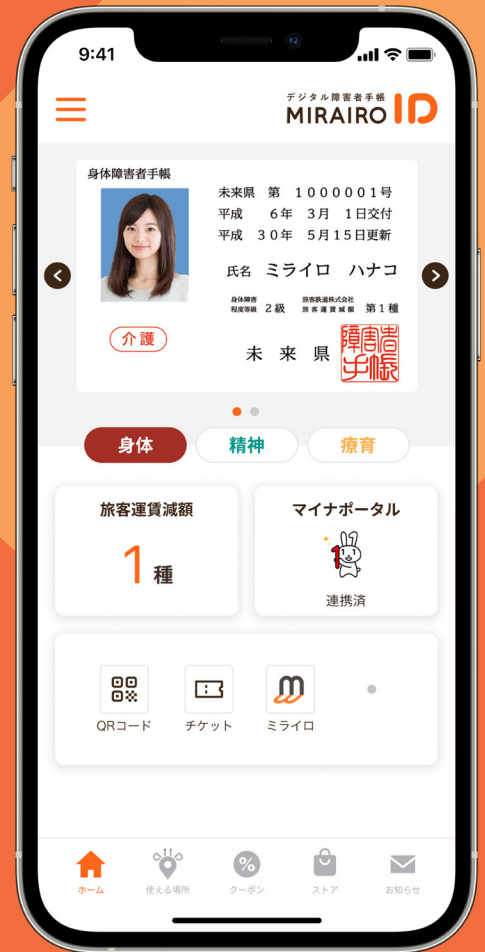 9:41
デジタル障害者手帳
MIRAIRO ID
身体障害者手帳
未来県 第 1000001号
平成 6年 3月 1日交付
平成 30年 5月15日更新
氏名 ミライロ ハナコ
身体障害程度等級 2級 旅客鉄道株式会社旅客運賃減額 第1種
介護
未来県
障害者手帳
身体 精神 療育
旅客運賃減額
1種
マイナポータル
1
連携済
QRコード チケット ミライロ
ホーム 使える場所 クーポン ストア お知らせ